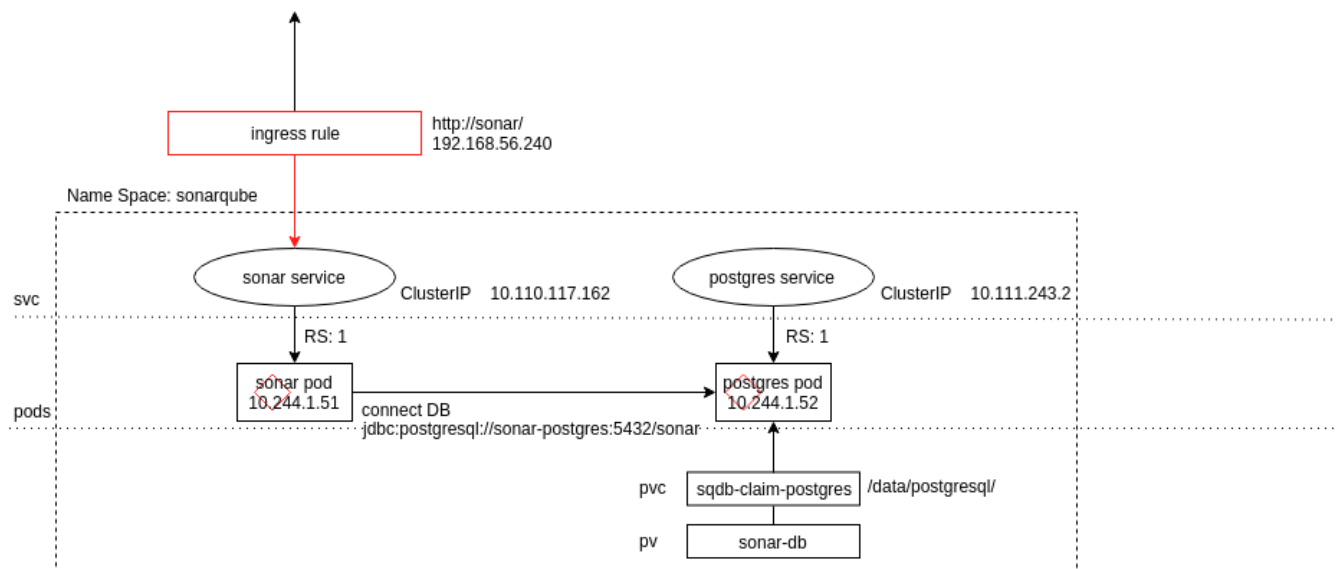 ingress rule
http://sonar/
192.168.56.240
Name Space: sonarqube
sonar service
ClusterIP 10.110.117.162
postgres service
ClusterIP 10.111.243.2
svc
RS: 1
RS: 1
sonar pod
10.244.1.51
postgres pod
10.244.1.52
pods
connect DB
jdbc:postgresql://sonar-postgres:5432/sonar
pvc
sqdb-claim-postgres
/data/postgresql/
pv
sonar-db